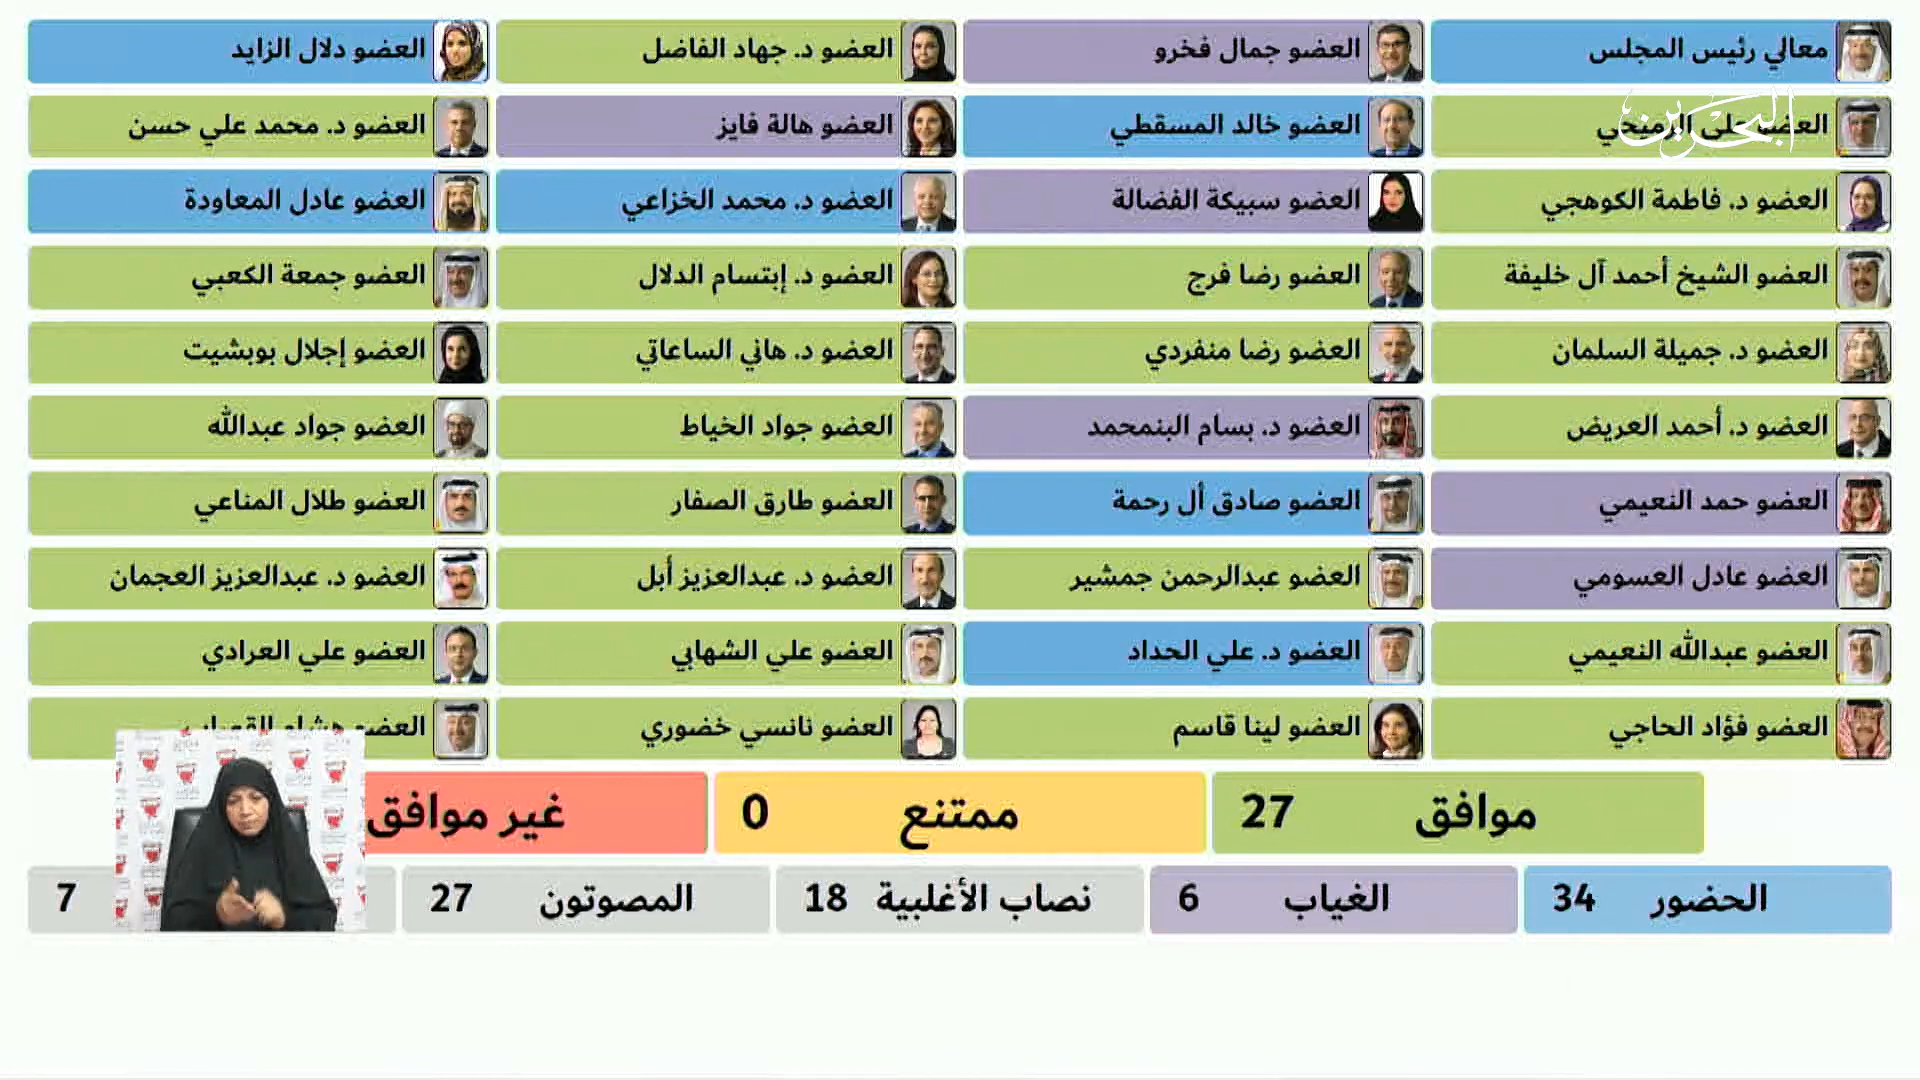 معالي رئيس المجلس
العضو جمال فخرو
العضو د. جهاد الفاضل
العضو دلال الزايد
العضو علي الرميحي
البحرين
العضو خالد المسقطي
العضو هالة فايز
العضو د. محمد علي حسن
العضو د. فاطمة الكوهجي
العضو سبيكة الفضالة
العضو د. محمد الخزاعي
العضو عادل المعاودة
العضو الشيخ أحمد آل خليفة
العضو رضا فرج
العضو د. إبتسام الدلال
العضو جمعة الكعبي
العضو د. جميلة السلمان
العضو رضا منفردي
العضو د. هاني الساعاتي
العضو إجلال بوبشيت
العضو د. أحمد العريض
العضو د. بسام البنمحمد
العضو جواد الخياط
العضو جواد عبدالله
العضو حمد النعيمي
العضو صادق أل رحمة
العضو طارق الصفار
العضو طلال المناعي
العضو عادل العسومي
العضو عبدالرحمن جمشير
العضو د. عبدالعزيز أبل
العضو د. عبدالعزيز العجمان
العضو عبدالله النعيمي
العضو د. علي الحداد
العضو علي الشهابي
العضو علي العرادي
العضو فؤاد الحاجي
العضو لينا قاسم
العضو نانسي خضوري
العضو هشام
موافق 27
ممتنع 0
غير موافق
الحضور 34
الغياب 6
نصاب الأغلبية 18
المصوتون 27
7